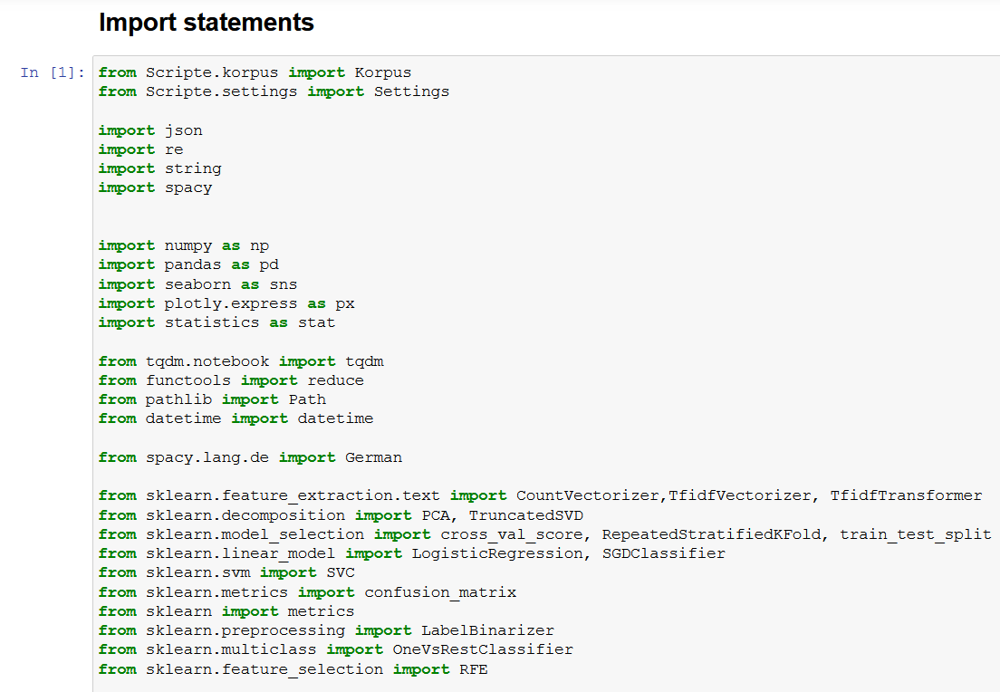 Import statements
In [1]:
from Scripte.korpus import Korpus
from Scripte.settings import Settings
import json
import re
import string
import spacy
import numpy as np
import pandas as pd
import seaborn as sns
import plotly.express as px
import statistics as stat
from tqdm.notebook import tqdm
from functools import reduce
from pathlib import Path
from datetime import datetime
from spacy.lang.de import German
from sklearn.feature_extraction.text import CountVectorizer,TfidfVectorizer, TfidfTransformer
from sklearn.decomposition import PCA, TruncatedSVD
from sklearn.model_selection import cross_val_score, RepeatedStratifiedKFold, train_test_split
from sklearn.linear_model import LogisticRegression, SGDClassifier
from sklearn.svm import SVC
from sklearn.metrics import confusion_matrix
from sklearn import metrics
from sklearn.preprocessing import LabelBinarizer
from sklearn.multiclass import OneVsRestClassifier
from sklearn.feature_selection import RFE